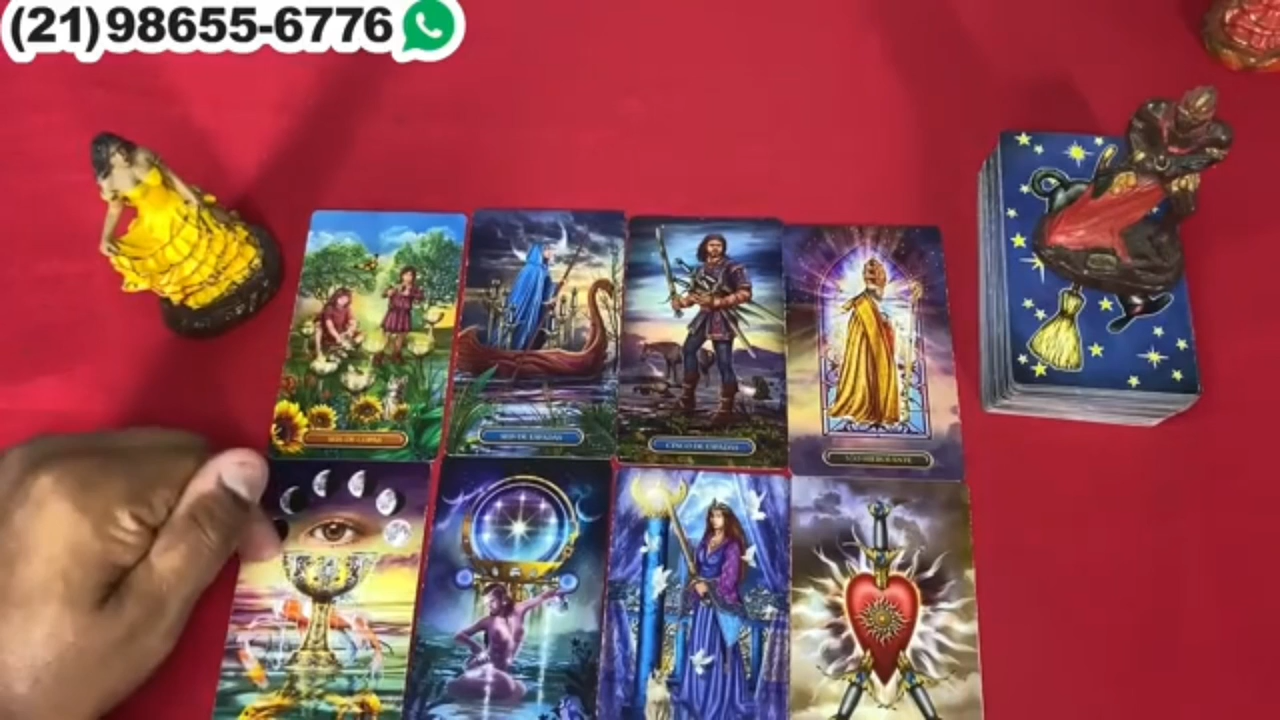 (21)98655-6776
SEIS DE COPAS
SEIS DE ESPADAS
CINCO DE ESPADAS